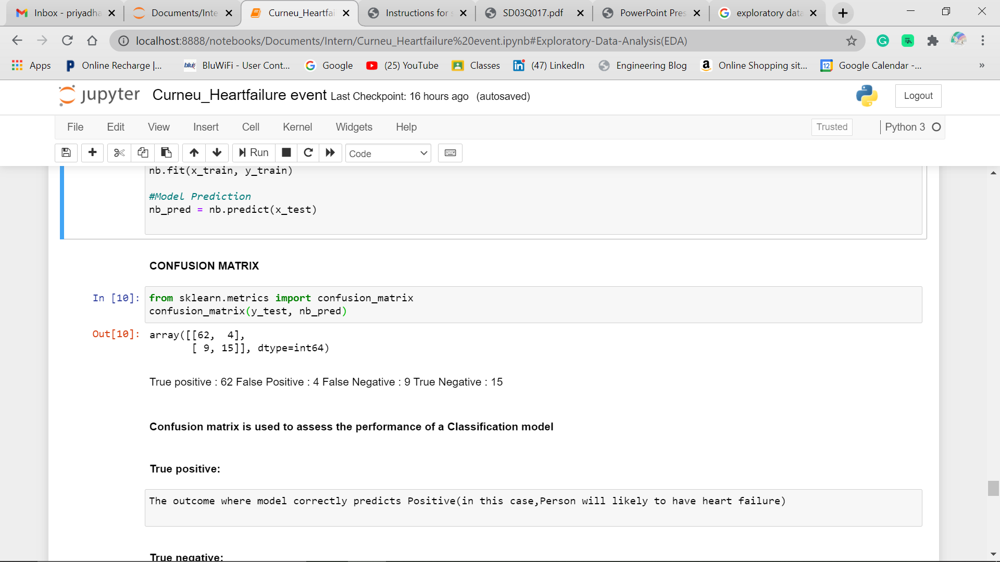 Inbox - priyadha
Documents/Inte
Curneu_Heartfai
Instructions for s
SD03Q017.pdf
PowerPoint Pres
exploratory data
localhost:8888/notebooks/Documents/Intern/Curneu_Heartfailure%20event.ipynb#Exploratory-Data-Analysis(EDA)
Apps
Online Recharge |...
BluWiFi - User Cont...
Google
(25) YouTube
Classes
(47) LinkedIn
Engineering Blog
Online Shopping sit...
Google Calendar -...
»
jupyter Curneu_Heartfailure event Last Checkpoint: 16 hours ago (autosaved)
Logout
File Edit View Insert Cell Kernel Widgets Help
Trusted
Python 3
Run
Code
nb.fit(x_train, y_train)
#Model Prediction
nb_pred = nb.predict(x_test)
CONFUSION MATRIX
In [10]: from sklearn.metrics import confusion_matrix
confusion_matrix(y_test, nb_pred)
Out[10]: array([[62, 4],
[ 9, 15]], dtype=int64)
True positive : 62 False Positive : 4 False Negative : 9 True Negative : 15
Confusion matrix is used to assess the performance of a Classification model
True positive:
The outcome where model correctly predicts Positive(in this case,Person will likely to have heart failure)
True negative: